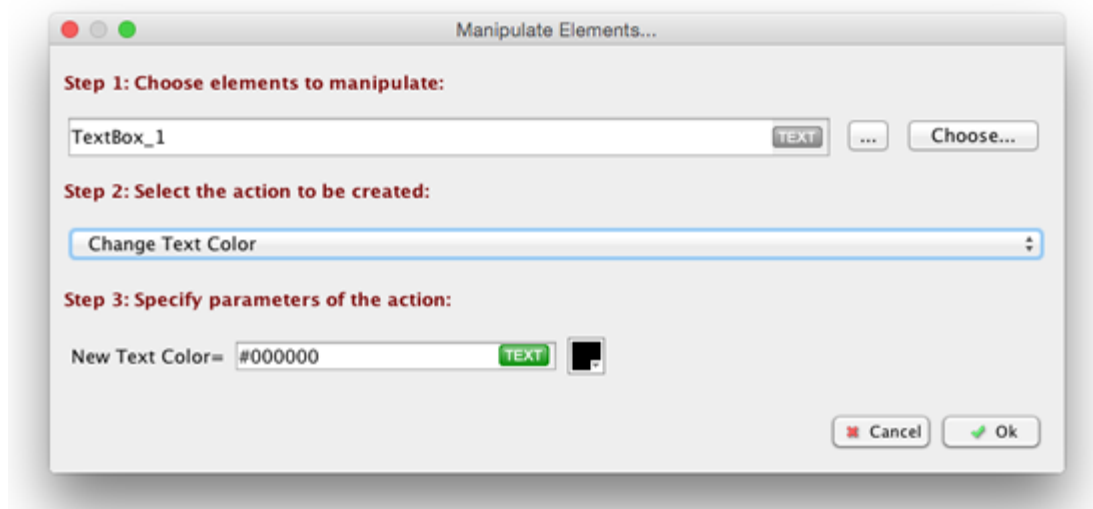 Manipulate Elements...
Step 1: Choose elements to manipulate:
TextBox_1 TEXT ... Choose...
Step 2: Select the action to be created:
Change Text Color
Step 3: Specify parameters of the action:
New Text Color= #000000 TEXT
Cancel Ok